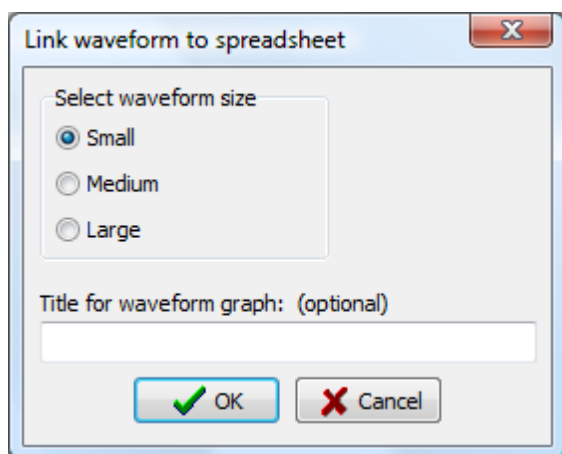 Link waveform to spreadsheet
Select waveform size
Small
Medium
Large
Title for waveform graph: (optional)
OK Cancel